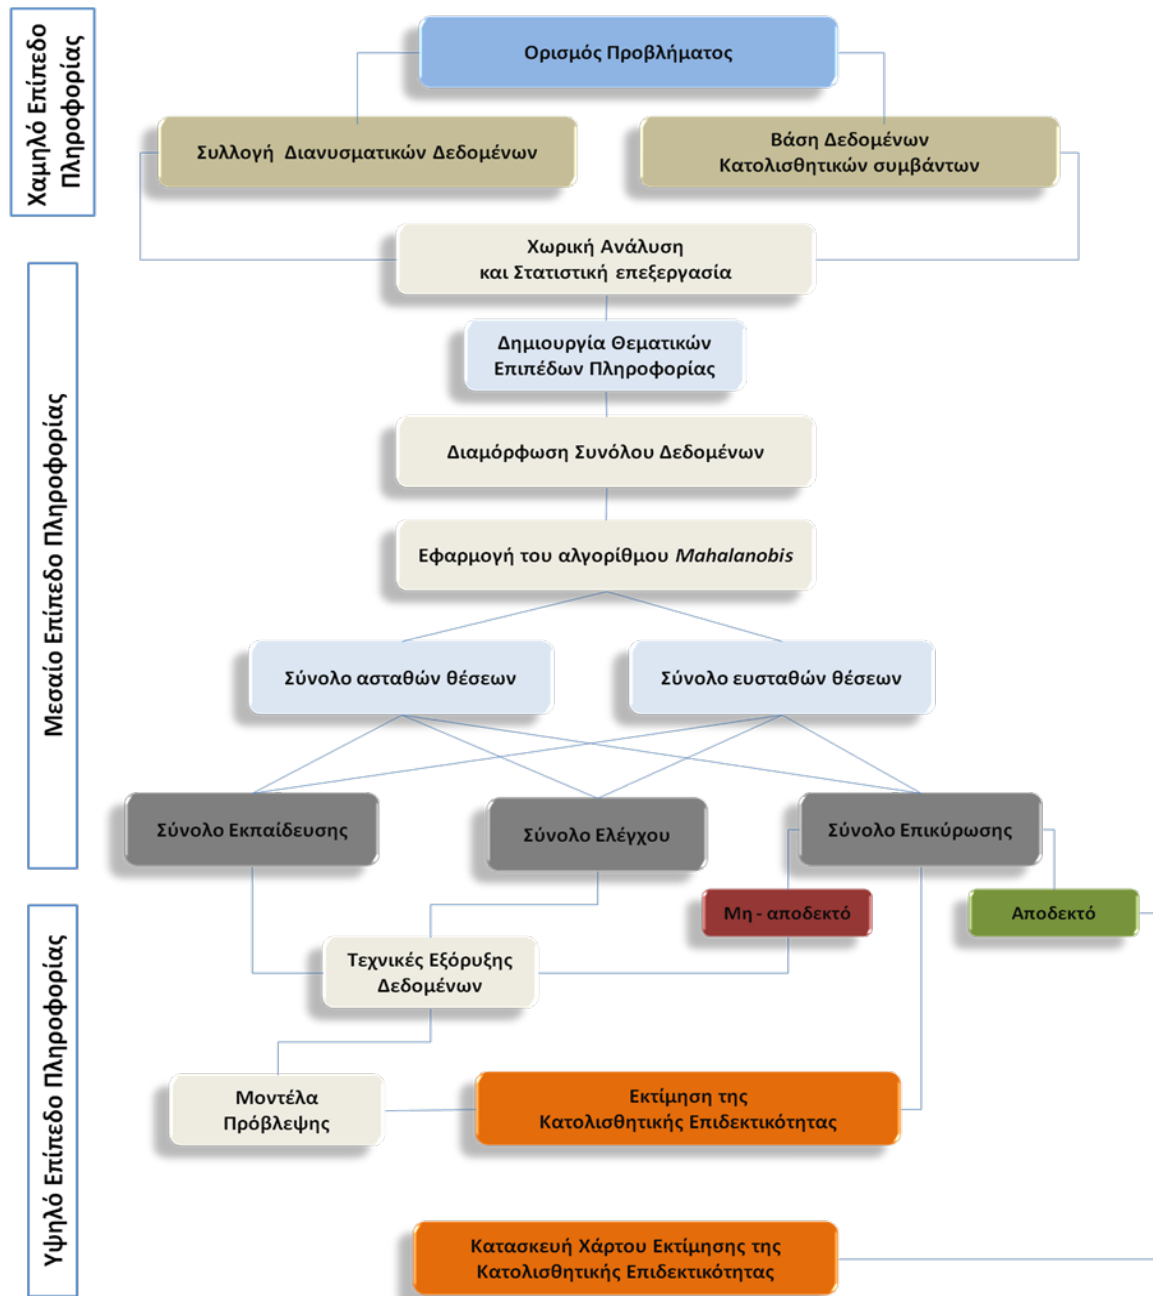 Χαμηλό Επίπεδο
Πληροφορίας
Ορισμός Προβλήματος
Συλλογή Διανυσματικών Δεδομένων
Βάση Δεδομένων
Κατολισθητικών συμβάντων
Μεσαίο Επίπεδο Πληροφορίας
Χωρική Ανάλυση
και Στατιστική επεξεργασία
Δημιουργία Θεματικών
Επιπέδων Πληροφορίας
Διαμόρφωση Συνόλου Δεδομένων
Εφαρμογή του αλγορίθμου Mahalanobis
Σύνολο ασταθών θέσεων
Σύνολο ευσταθών θέσεων
Σύνολο Εκπαίδευσης
Σύνολο Ελέγχου
Σύνολο Επικύρωσης
Υψηλό Επίπεδο Πληροφορίας
Μη - αποδεκτό
Αποδεκτό
Τεχνικές Εξόρυξης
Δεδομένων
Μοντέλα
Πρόβλεψης
Εκτίμηση της
Κατολισθητικής Επιδεκτικότητας
Κατασκευή Χάρτου Εκτίμησης της
Κατολισθητικής Επιδεκτικότητας